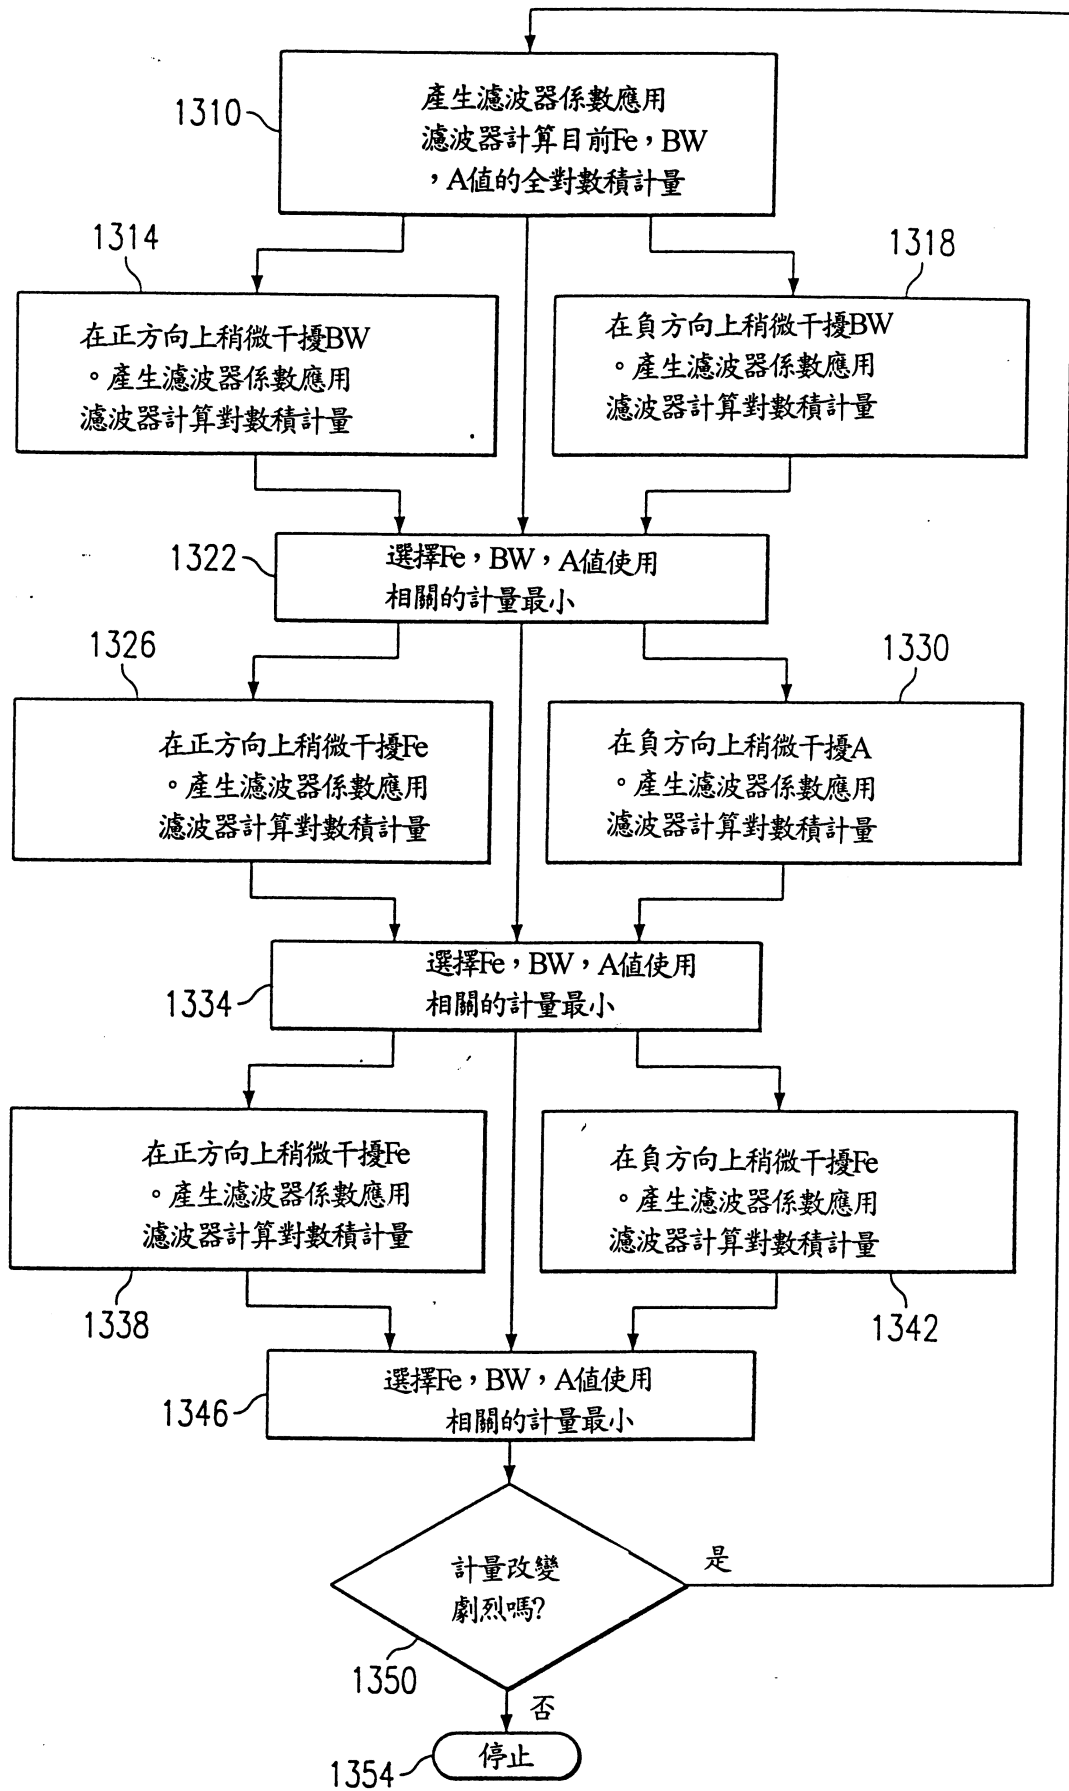 1310
產生濾波器係數應用
濾波器計算目前Fe，BW
，A值的全對數積計量
1314
在正方向上稍微干擾BW
。產生濾波器係數應用
濾波器計算對數積計量
1318
在負方向上稍微干擾BW
。產生濾波器係數應用
濾波器計算對數積計量
1322
選擇Fe，BW，A值使用
相關的計量最小
1326
在正方向上稍微干擾Fe
。產生濾波器係數應用
濾波器計算對數積計量
1330
在負方向上稍微干擾A
。產生濾波器係數應用
濾波器計算對數積計量
1334
選擇Fe，BW，A值使用
相關的計量最小
在正方向上稍微干擾Fe
。產生濾波器係數應用
濾波器計算對數積計量
1338
在負方向上稍微干擾Fe
。產生濾波器係數應用
濾波器計算對數積計量
1342
1346
選擇Fe，BW，A值使用
相關的計量最小
計量改變
劇烈嗎?
是
1350
否
停止
1354